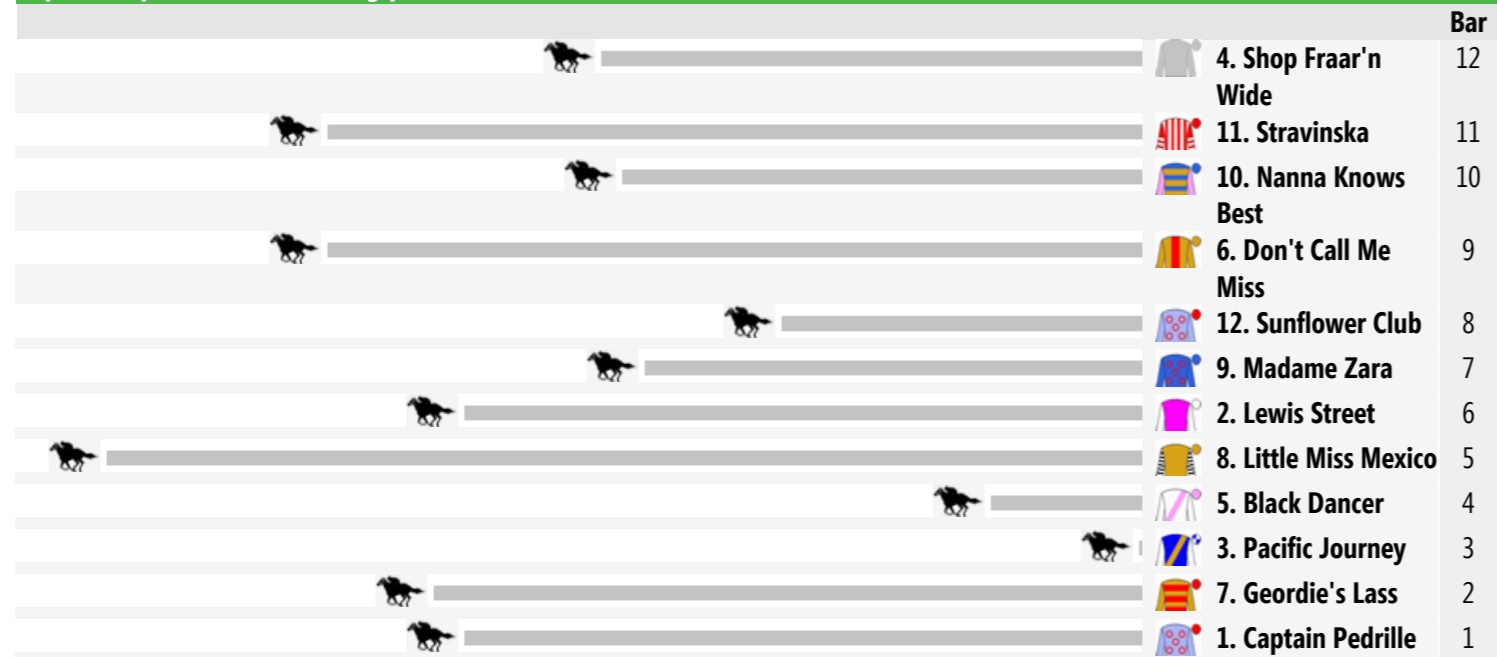 Bar
4. Shop Fraar'n 12
Wide
11. Stravinska 11
10. Nanna Knows 10
Best
6. Don't Call Me 9
Miss
12. Sunflower Club 8
9. Madame Zara 7
2. Lewis Street 6
8. Little Miss Mexico 5
5. Black Dancer 4
3. Pacific Journey 3
7. Geordie's Lass 2
1. Captain Pedrille 1